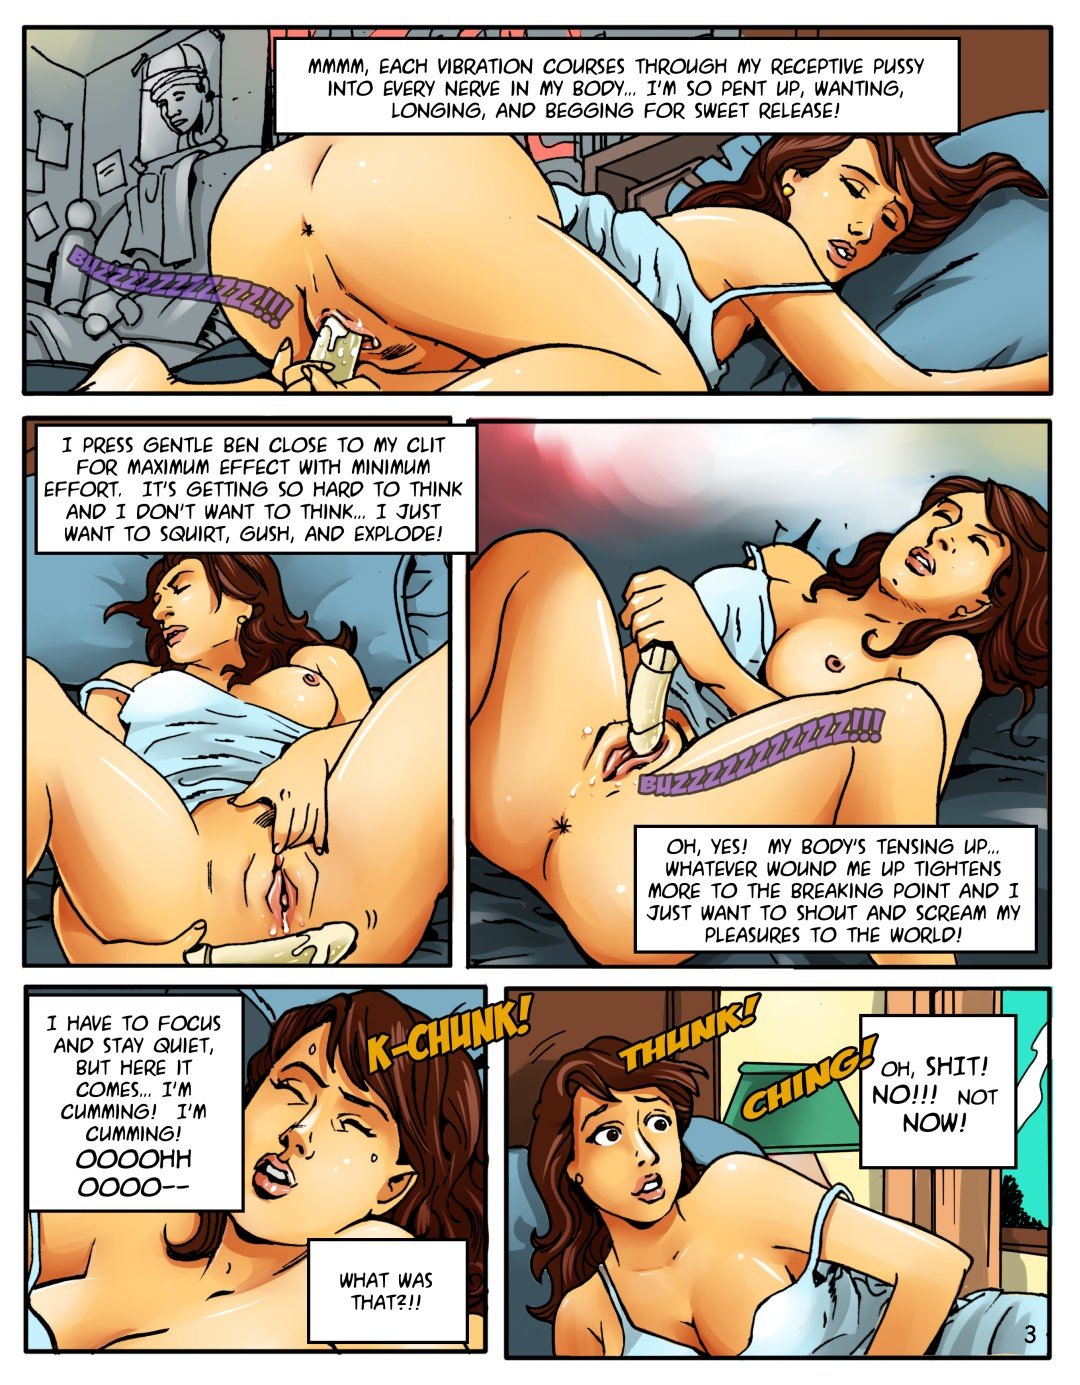 MMMM, EACH VIBRATION COURSES THROUGH MY RECEPTIVE PUSSY
INTO EVERY NERVE IN MY BODY... I'M SO PENT UP, WANTING,
LONGING, AND BEGGING FOR SWEET RELEASE!
BUZZZZZZZZZZZZ!!!
I PRESS GENTLE BEN CLOSE TO MY CLIT
FOR MAXIMUM EFFECT WITH MINIMUM
EFFORT. IT'S GETTING SO HARD TO THINK
AND I DON'T WANT TO THINK... I JUST
WANT TO SQUIRT, GUSH, AND EXPLODE!
BUZZZZZZZZZZZZ!!!
OH, YES! MY BODY'S TENSING UP...
WHATEVER WOUND ME UP TIGHTENS
MORE TO THE BREAKING POINT AND I
JUST WANT TO SHOUT AND SCREAM MY
PLEASURES TO THE WORLD!
I HAVE TO FOCUS
AND STAY QUIET,
BUT HERE IT
COMES... I'M
CUMMING! I'M
CUMMING!
OOOOHH
OOOO--
K-CHUNK!
WHAT WAS
THAT?!!
THUNK!
CHING!
OH, SHIT!
NO!!! NOT
NOW!
3